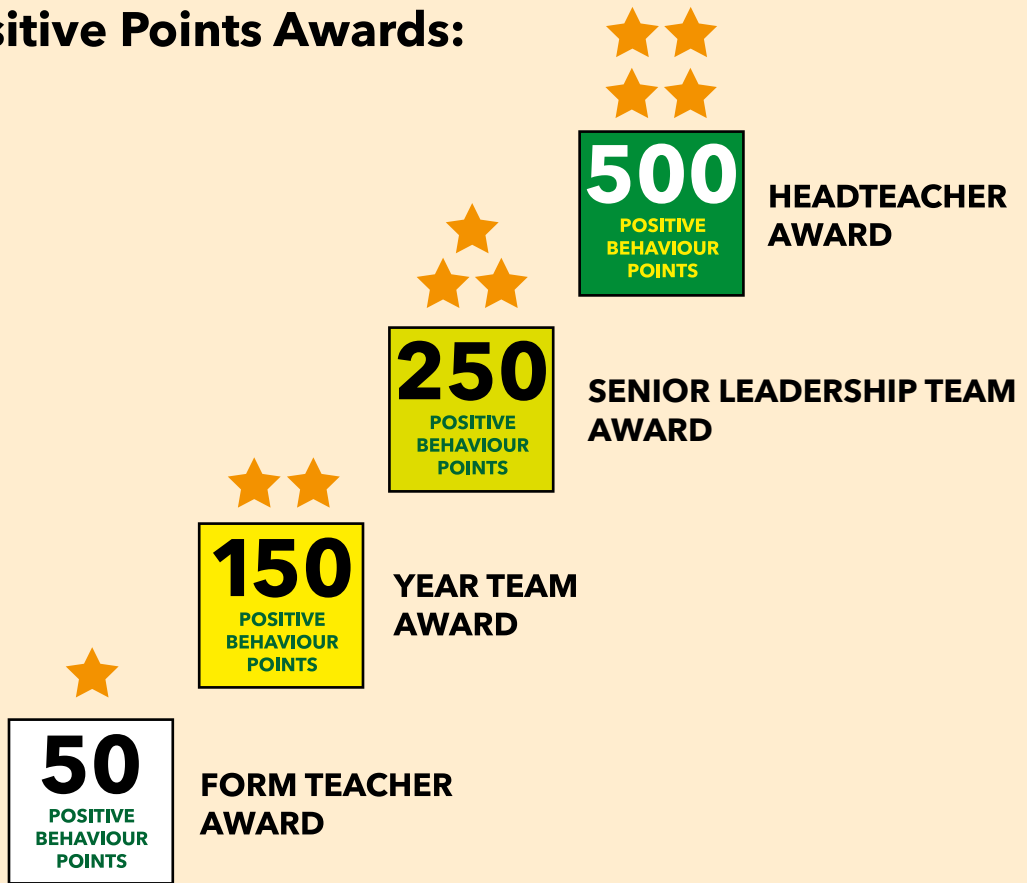 sitive Points Awards:
500
POSITIVE
BEHAVIOUR
POINTS
HEADTEACHER
AWARD
250
POSITIVE
BEHAVIOUR
POINTS
SENIOR LEADERSHIP TEAM
AWARD
150
POSITIVE
BEHAVIOUR
POINTS
YEAR TEAM
AWARD
50
POSITIVE
BEHAVIOUR
POINTS
FORM TEACHER
AWARD